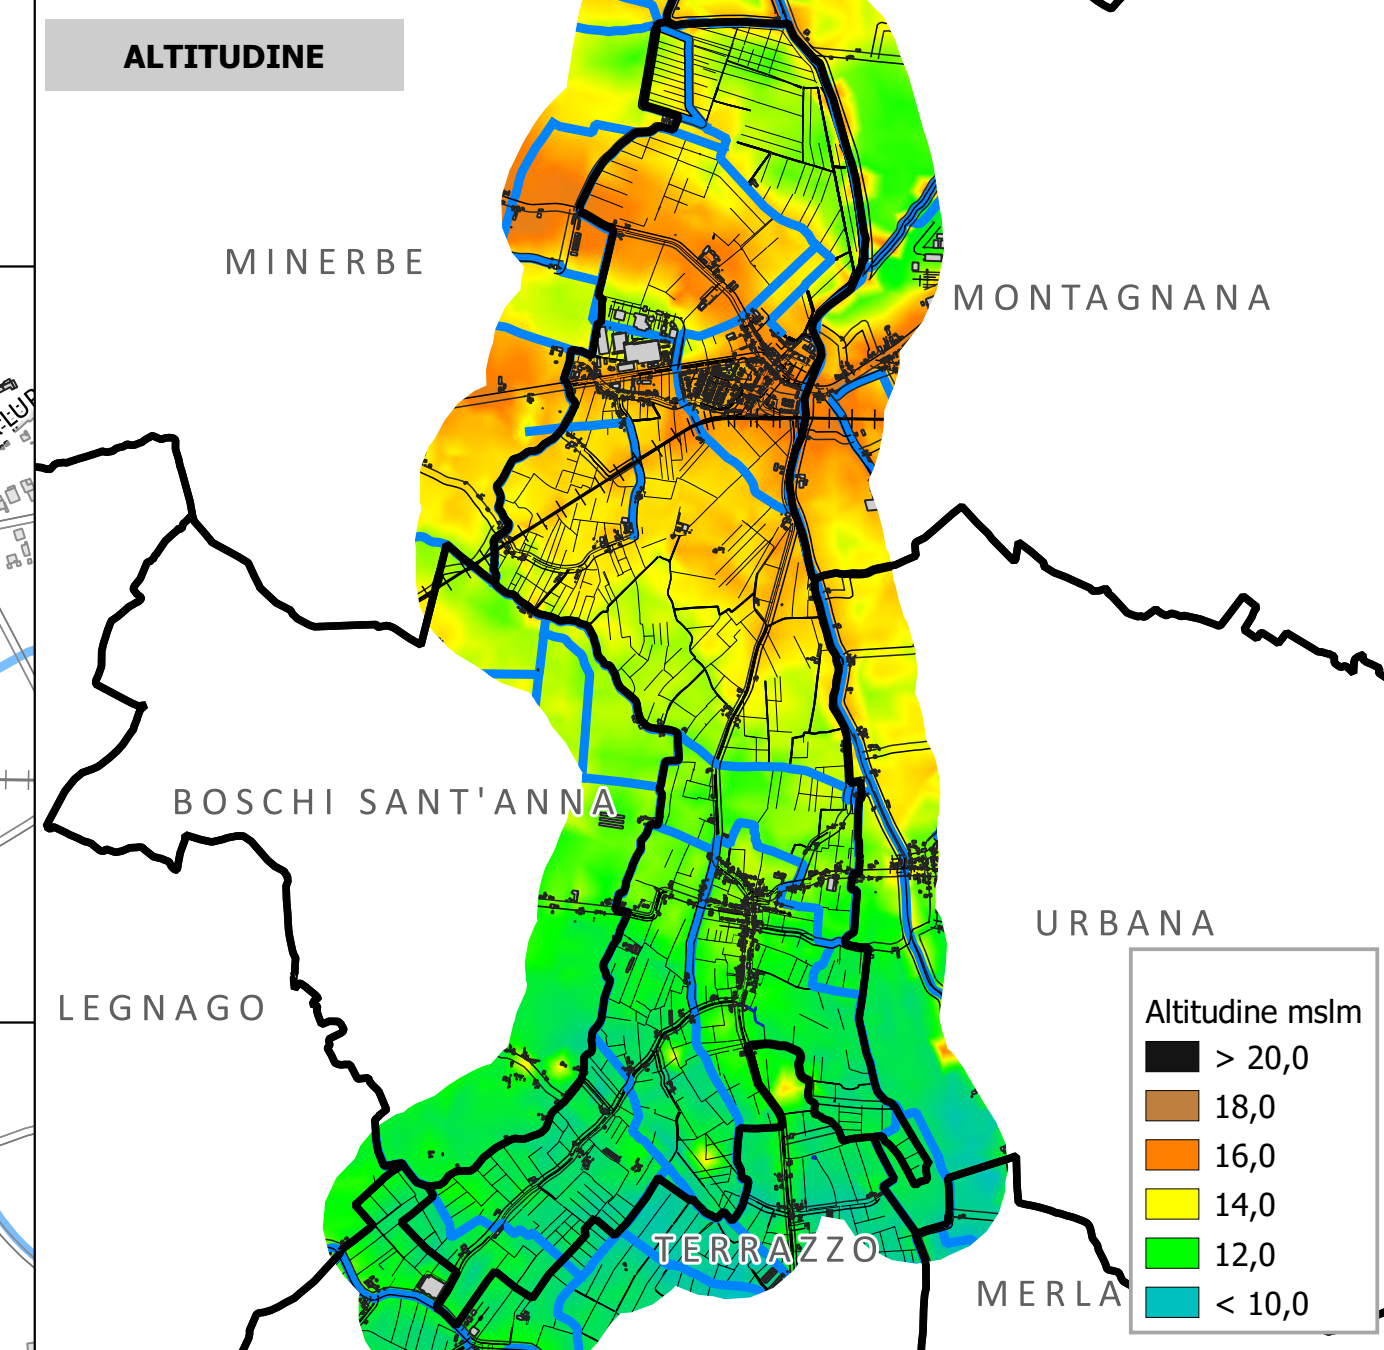 ALTITUDINE
MINERBE
MONTAGNANA
BOSCHI SANT'ANNA
URBANA
LEGNAGO
TERRAZZO
MERLA
Altitudine mslm
> 20,0
18,0
16,0
14,0
12,0
< 10,0